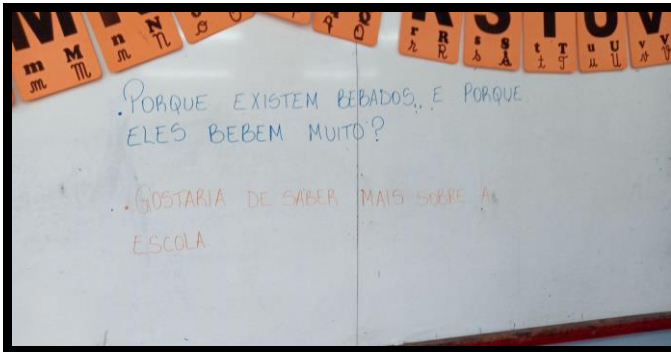 M m M m M
N n N n N
O o O
Q q Q
R r R r R
S s S s S
T t T t T
U u U u U
V v V v V
. PORQUE EXISTEM BEBADOS, E PORQUE
ELES BEBEM MUITO?
. GOSTARIA DE SABER MAIS SOBRE A
ESCOLA